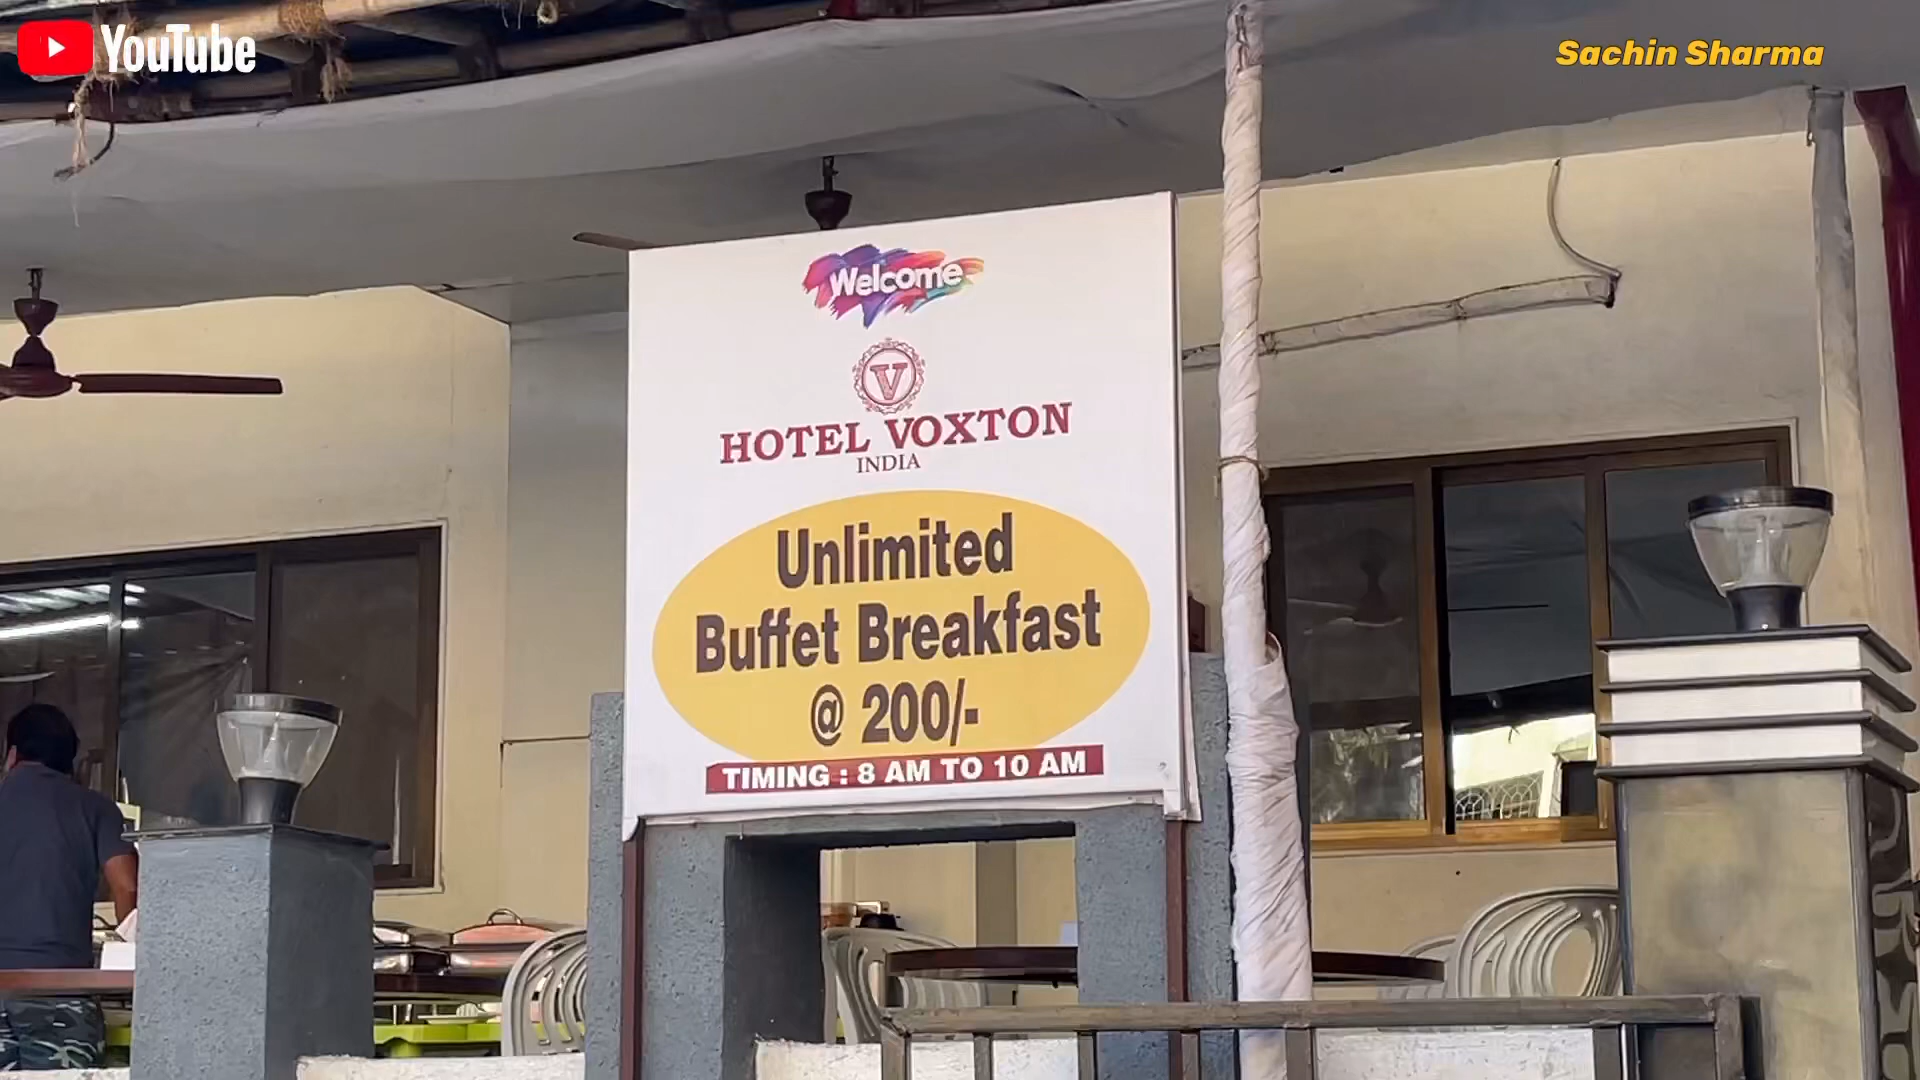 YouTube
Sachin Sharma
Welcome
V
HOTEL VOXTON
INDIA
Unlimited
Buffet Breakfast
@ 200/-
TIMING : 8 AM TO 10 AM